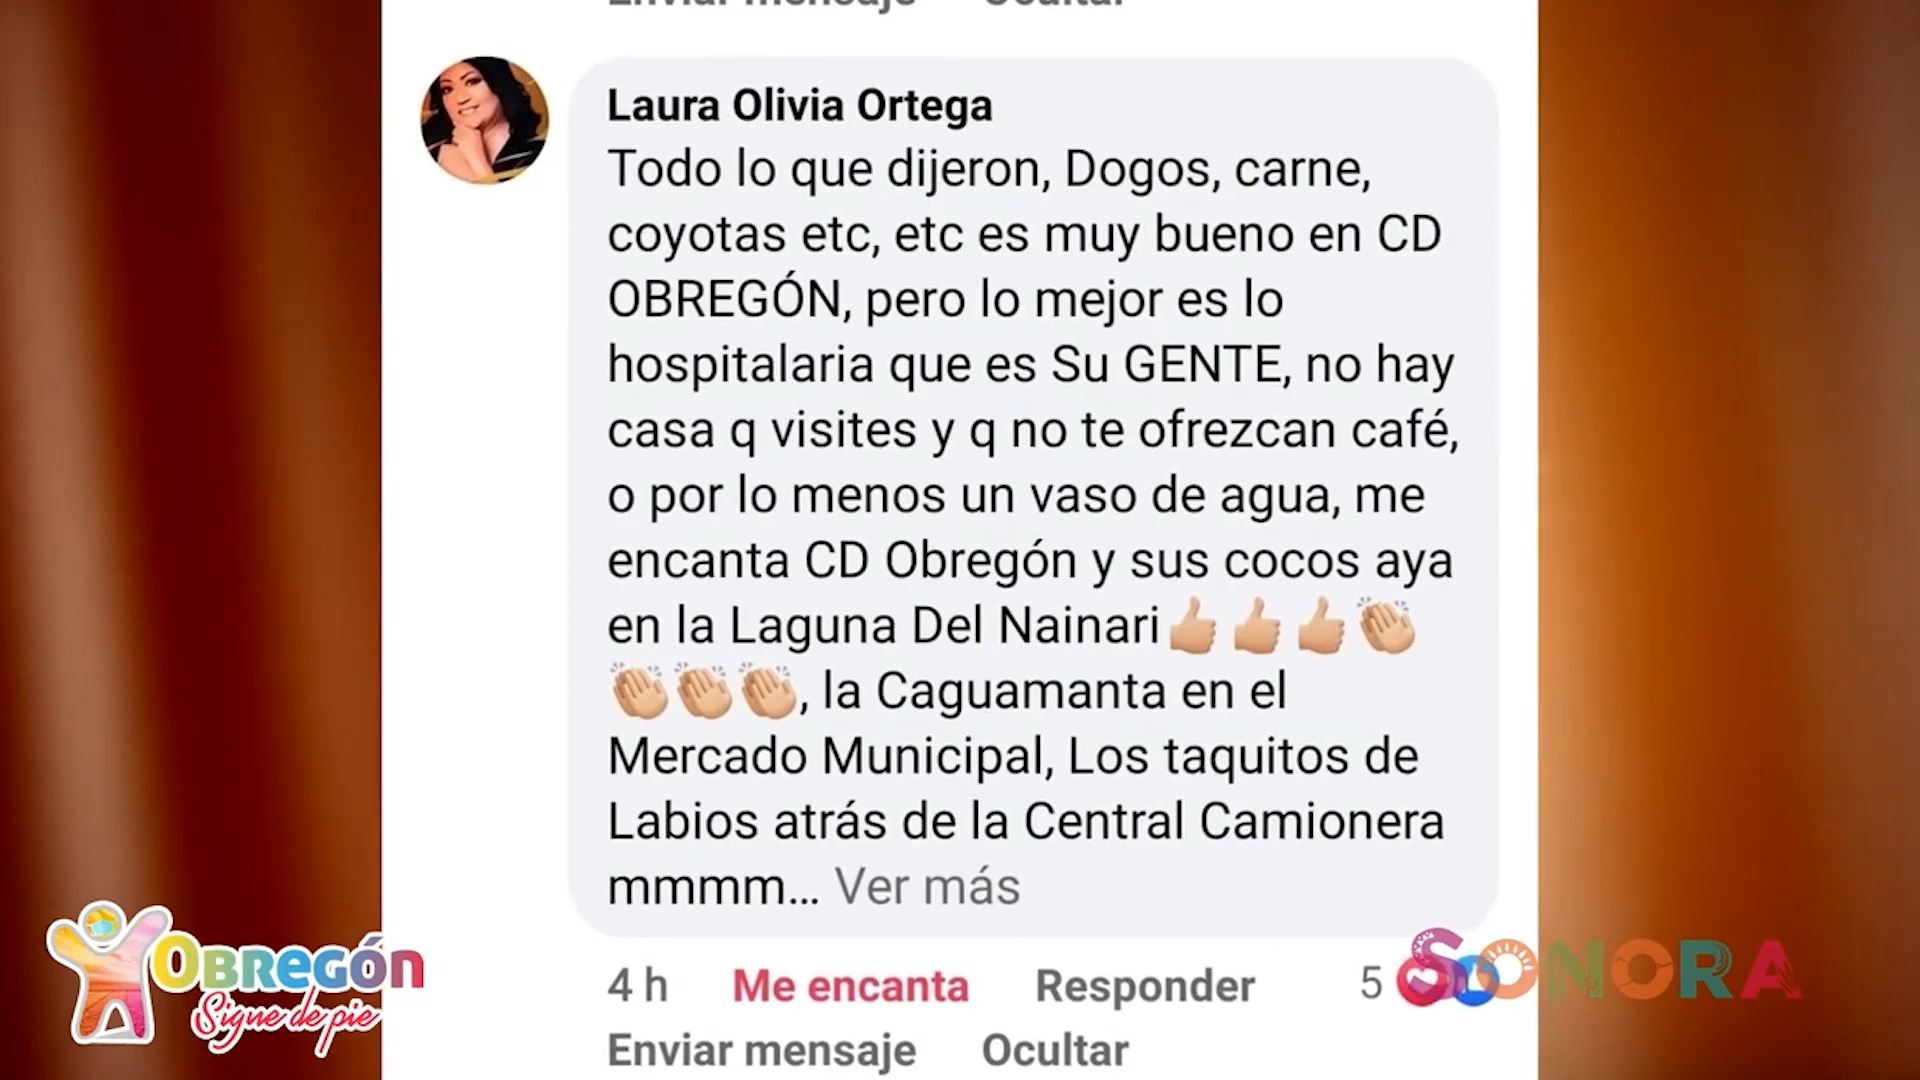 Enviar mensaje Ocultar
Laura Olivia Ortega
Todo lo que dijeron, Dogos, carne,
coyotas etc, etc es muy bueno en CD
OBREGÓN, pero lo mejor es lo
hospitalaria que es Su GENTE, no hay
casa q visites y q no te ofrezcan café,
o por lo menos un vaso de agua, me
encanta CD Obregón y sus cocos aya
en la Laguna Del Nainari👍🏼👍🏼👍🏼👏🏼
👏🏼👏🏼👏🏼, la Caguamanta en el
Mercado Municipal, Los taquitos de
Labios atrás de la Central Camionera
mmmm... Ver más
4 h Me encanta Responder 5
Enviar mensaje Ocultar
OBREGÓN
Sigue de pie
SONORA